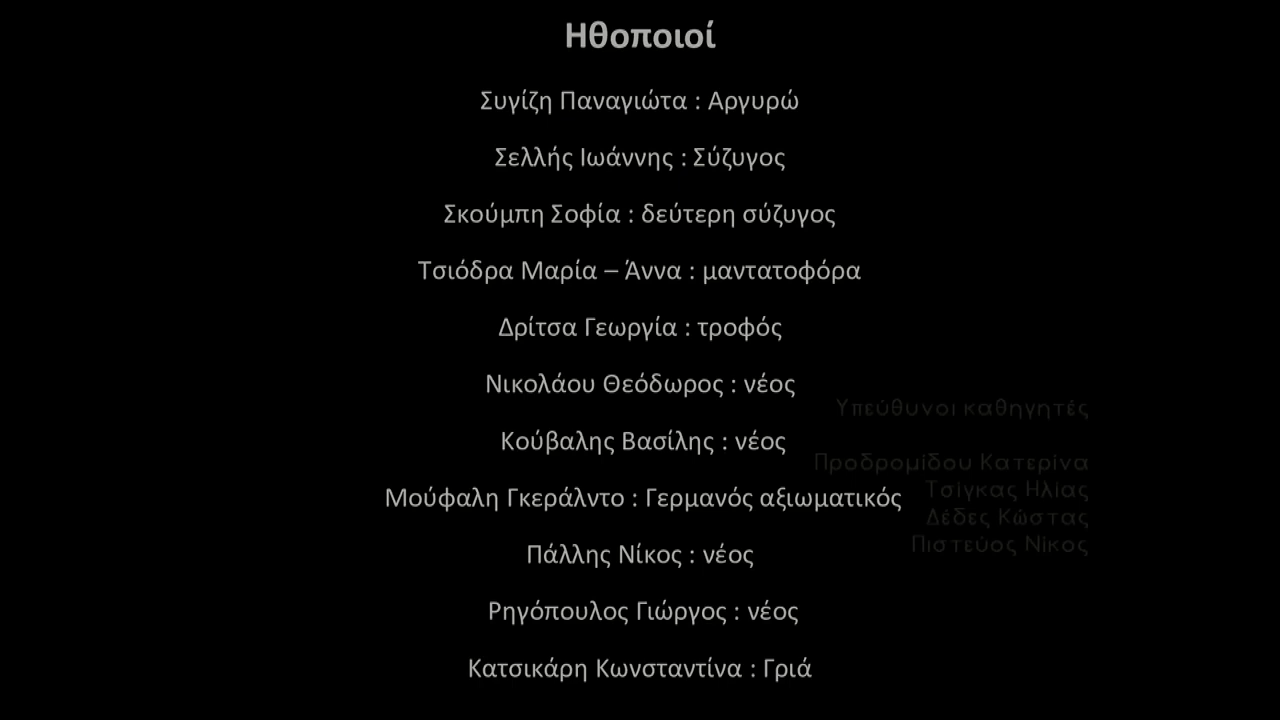 Ηθοποιοί
Συγίζη Παναγιώτα : Αργυρώ
Σελλής Ιωάννης : Σύζυγος
Σκούμπη Σοφία : δεύτερη σύζυγος
Τσιόδρα Μαρία – Άννα : μαντατοφόρα
Δρίτσα Γεωργία : τροφός
Νικολάου Θεόδωρος : νέος
Κούβαλης Βασίλης : νέος
Μούφαλη Γκεράλντο : Γερμανός αξιωματικός
Πάλλης Νίκος : νέος
Ρηγόπουλος Γιώργος : νέος
Κατσικάρη Κωνσταντίνα : Γριά
Υπεύθυνοι καθηγητές
Προδρομίδου Κατερίνα
Τσίγκας Ηλίας
Δέδες Κώστας
Πιστεύος Νίκος